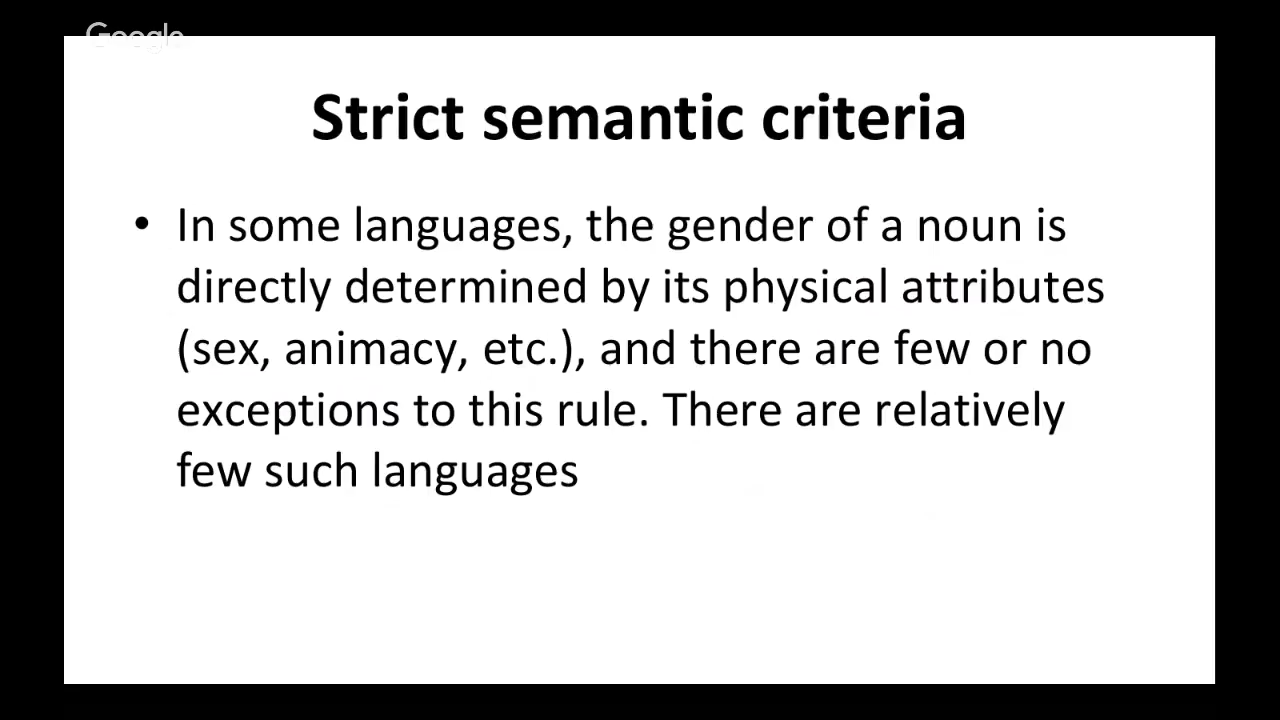 Google
Strict semantic criteria
• In some languages, the gender of a noun is
directly determined by its physical attributes
(sex, animacy, etc.), and there are few or no
exceptions to this rule. There are relatively
few such languages